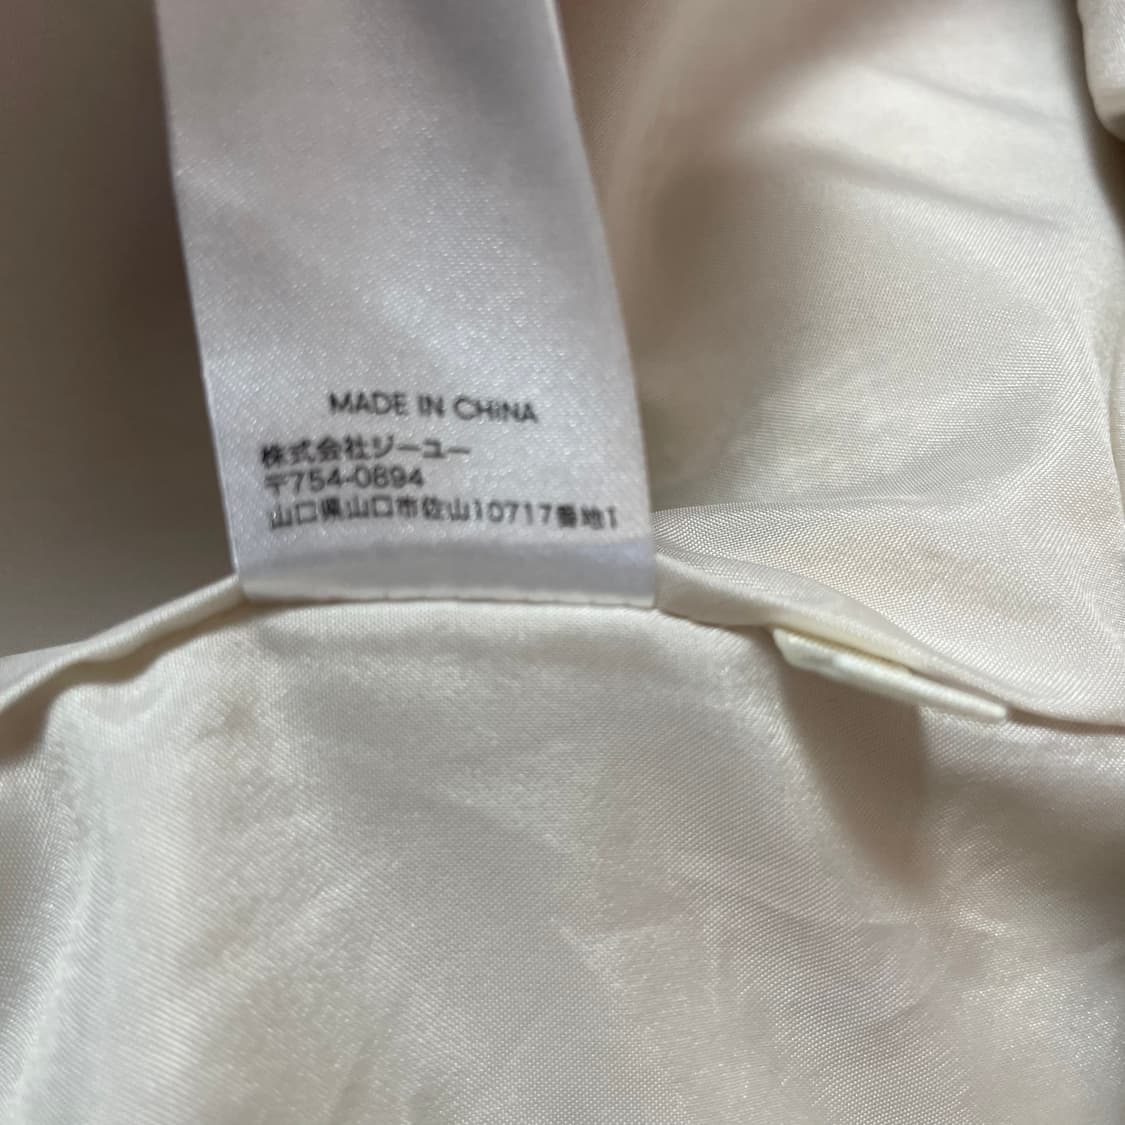 MADE IN CHINA
株式会社ジーユー
〒754-0894
山口県山口市佐山10717番地1